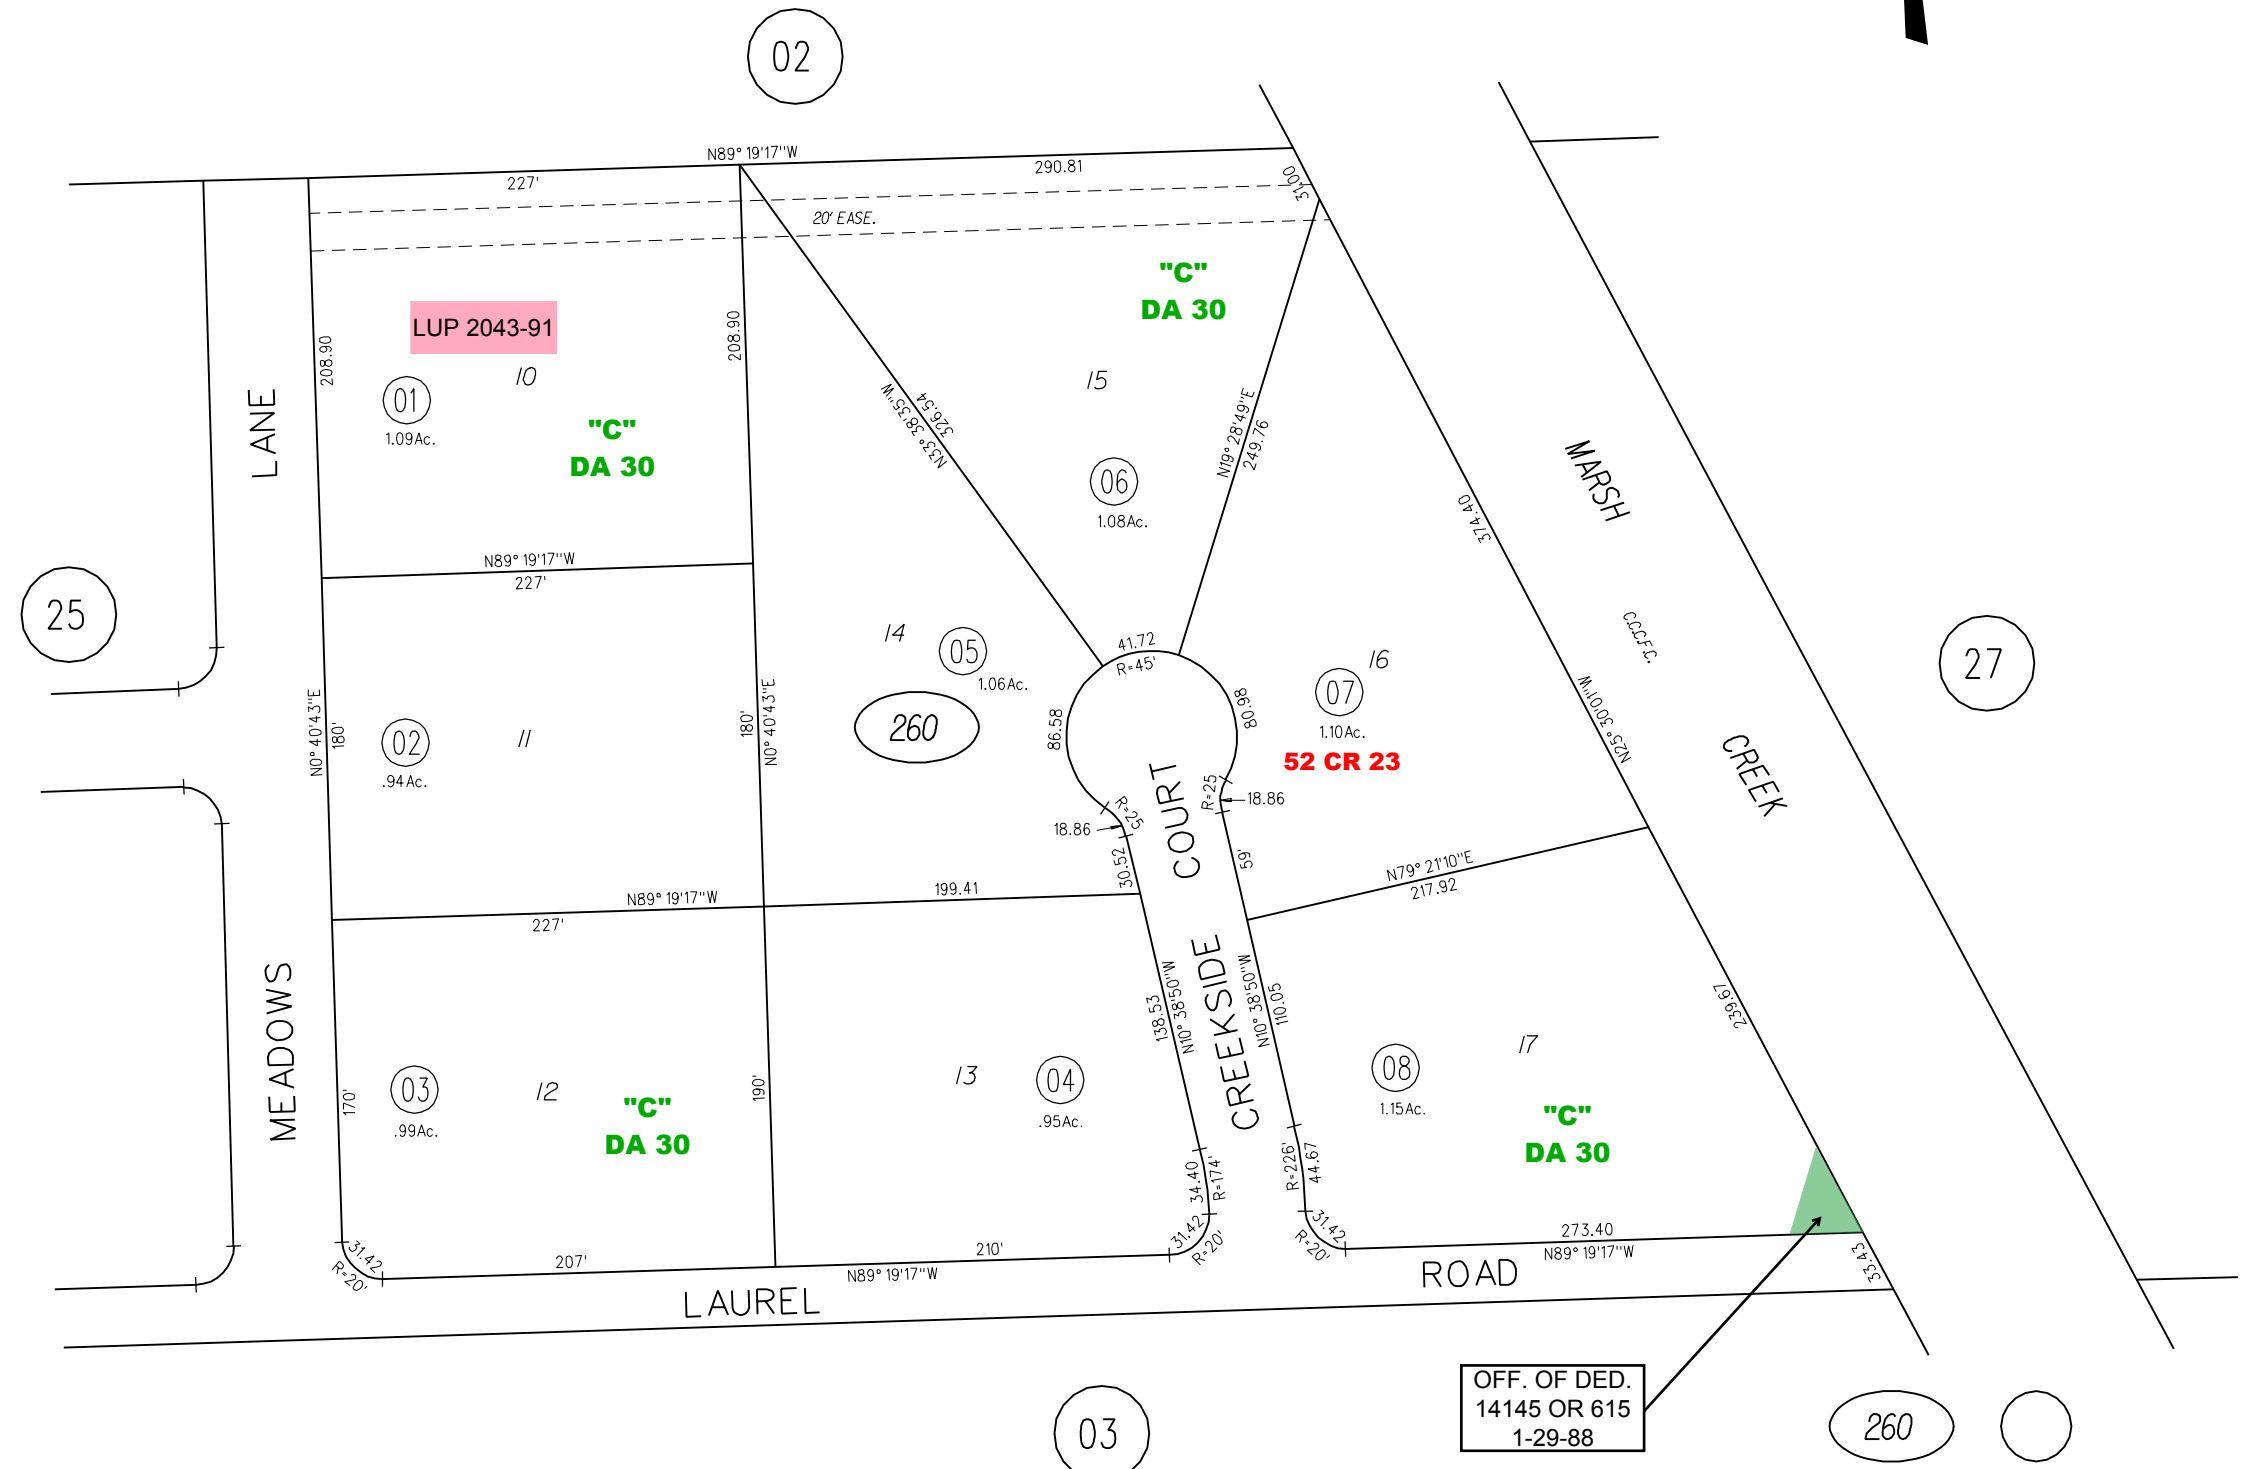 02
N89° 19'17"W
227'
290.81
31.00
20' EASE.
"C"
DA 30
LUP 2043-91
208.90
208.90
10
01
1.09Ac.
"C"
DA 30
LANE
N33° 38'35"W
326.54
15
06
1.08Ac.
N19° 28'49"E
249.76
374.40
MARSH
N89° 19'17"W
227'
25
14
05
1.06Ac.
260
41.72
R=45'
86.58
80.98
16
07
1.10Ac.
52 CR 23
C.C.C.F.C.
N25° 30'01"W
CREEK
27
N0° 40'43"E
180'
02
.94Ac.
11
180'
N0° 40'43"E
R=25
18.86
30.52
COURT
R=25
18.86
59'
N79° 21'10"E
217.92
N89° 19'17"W
227'
199.41
MEADOWS
170'
03
.99Ac.
12
"C"
DA 30
190'
13
04
.95Ac.
138.53
N10° 38'50"W
CREEKSIDE
N10° 38'50"W
110.05
08
1.15Ac.
17
"C"
DA 30
239.67
34.40
R=174'
R=226'
44.67
31.42
R=20'
207'
210'
N89° 19'17"W
31.42
R=20'
31.42
R=20'
273.40
N89° 19'17"W
33.43
LAUREL
ROAD
03
OFF. OF DED.
14145 OR 615
1-29-88
260